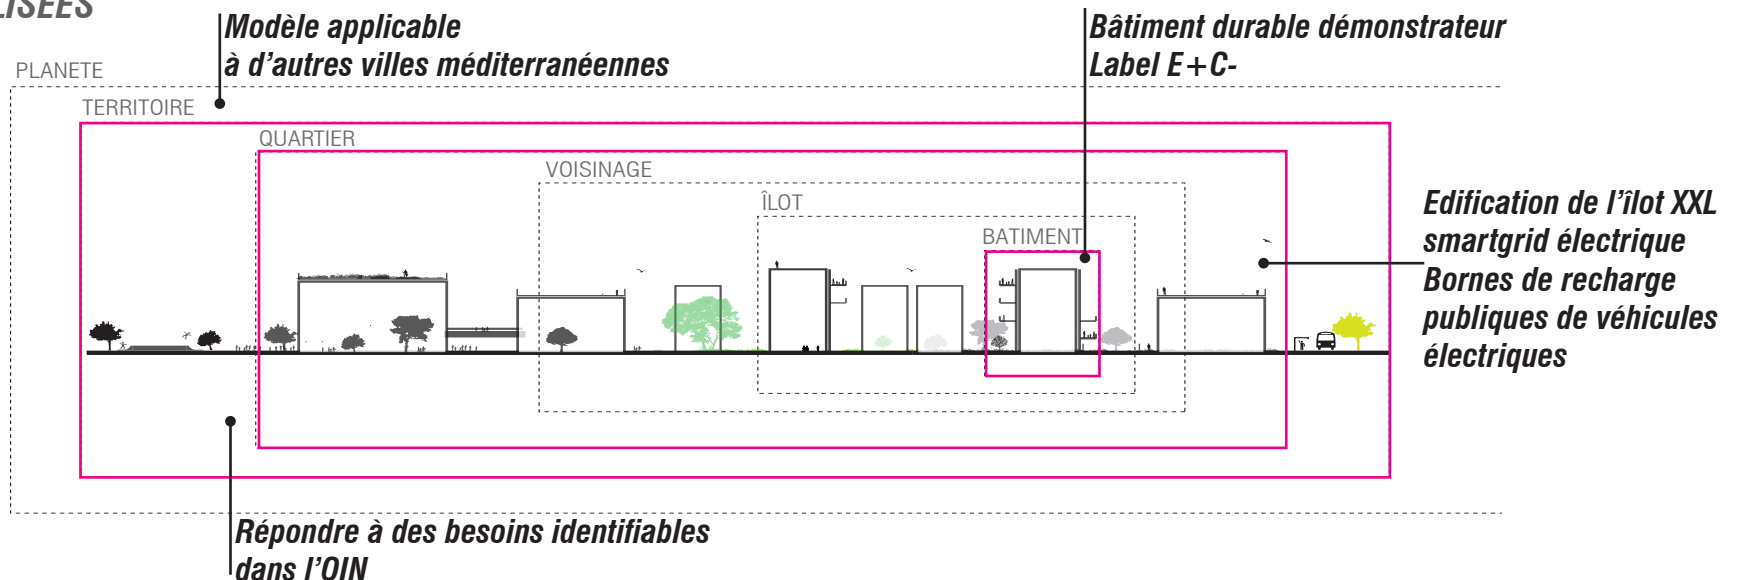 Modèle applicable
à d'autres villes méditerranéennes
Bâtiment durable démonstrateur
Label E+C-
PLANETE
TERRITOIRE
QUARTIER
VOISINAGE
ÎLOT
BATIMENT
Edification de l'îlot XXL
smartgrid électrique
Bornes de recharge
publiques de véhicules
électriques
Répondre à des besoins identifiables
dans l'OIN